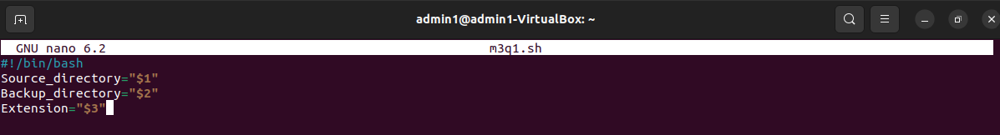 admin1@admin1-VirtualBox: ~
GNU nano 6.2 m3q1.sh
#!/bin/bash
Source_directory="$1"
Backup_directory="$2"
Extension="$3"